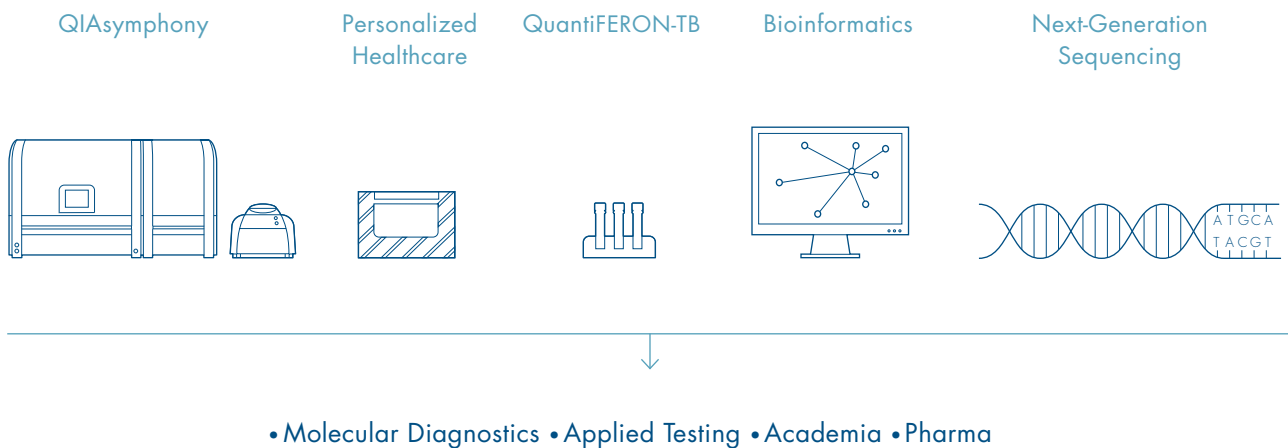 QIAsymphony
Personalized
Healthcare
QuantiFERON-TB
Bioinformatics
Next-Generation
Sequencing
ATGCA
TACGT
• Molecular Diagnostics • Applied Testing • Academia • Pharma